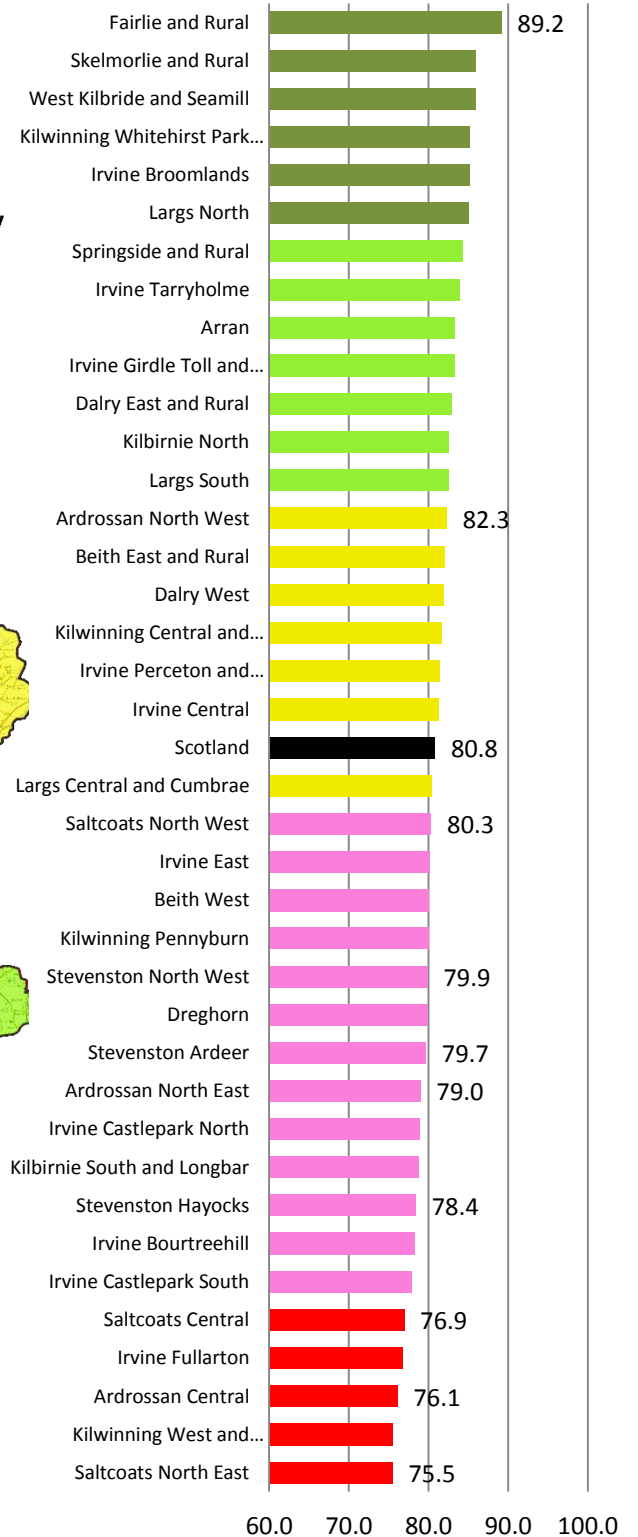 Fairlie and Rural 89.2
Skelmorlie and Rural
West Kilbride and Seamill
Kilwinning Whitehirst Park…
Irvine Broomlands
Largs North
Springside and Rural
Irvine Tarryholme
Arran
Irvine Girdle Toll and…
Dalry East and Rural
Kilbirnie North
Largs South
Ardrossan North West 82.3
Beith East and Rural
Dalry West
Kilwinning Central and…
Irvine Perceton and…
Irvine Central
Scotland 80.8
Largs Central and Cumbrae
Saltcoats North West 80.3
Irvine East
Beith West
Kilwinning Pennyburn
Stevenston North West 79.9
Dreghorn
Stevenston Ardeer 79.7
Ardrossan North East 79.0
Irvine Castlepark North
Kilbirnie South and Longbar
Stevenston Hayocks 78.4
Irvine Bourtreehill
Irvine Castlepark South
Saltcoats Central 76.9
Irvine Fullarton
Ardrossan Central 76.1
Kilwinning West and…
Saltcoats North East 75.5
60.0 70.0 80.0 90.0 100.0